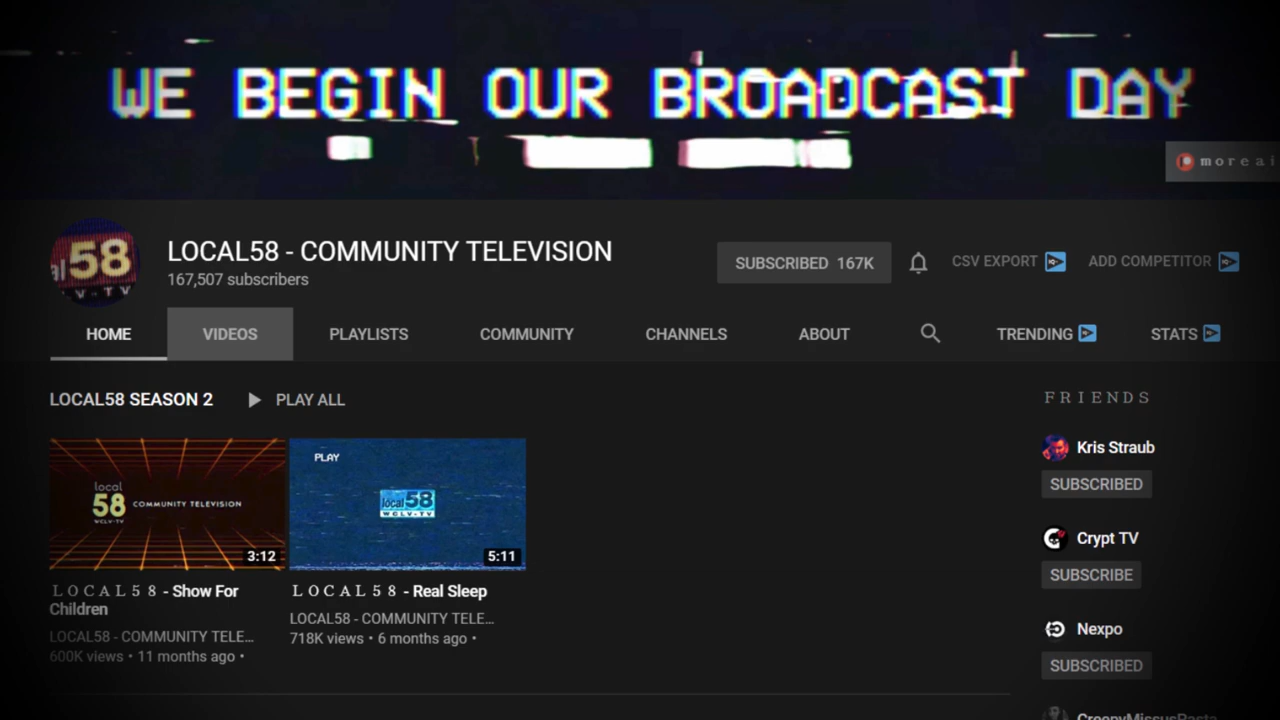 WE BEGIN OUR BROADCAST DAY
moreai
al58
V-TV
LOCAL58 - COMMUNITY TELEVISION
167,507 subscribers
SUBSCRIBED 167K
CSV EXPORT
ADD COMPETITOR
HOME VIDEOS PLAYLISTS COMMUNITY CHANNELS ABOUT TRENDING STATS
LOCAL58 SEASON 2 PLAY ALL
local
58
WCLV-TV
COMMUNITY TELEVISION
3:12
PLAY
local58
WCLV-TV
5:11
LOCAL58 - Show For
Children
LOCAL58 - COMMUNITY TELE...
600K views • 11 months ago •
LOCAL58 - Real Sleep
LOCAL58 - COMMUNITY TELE...
718K views • 6 months ago •
FRIENDS
Kris Straub
SUBSCRIBED
Crypt TV
SUBSCRIBE
Nexpo
SUBSCRIBED
CreepyMissusPasta